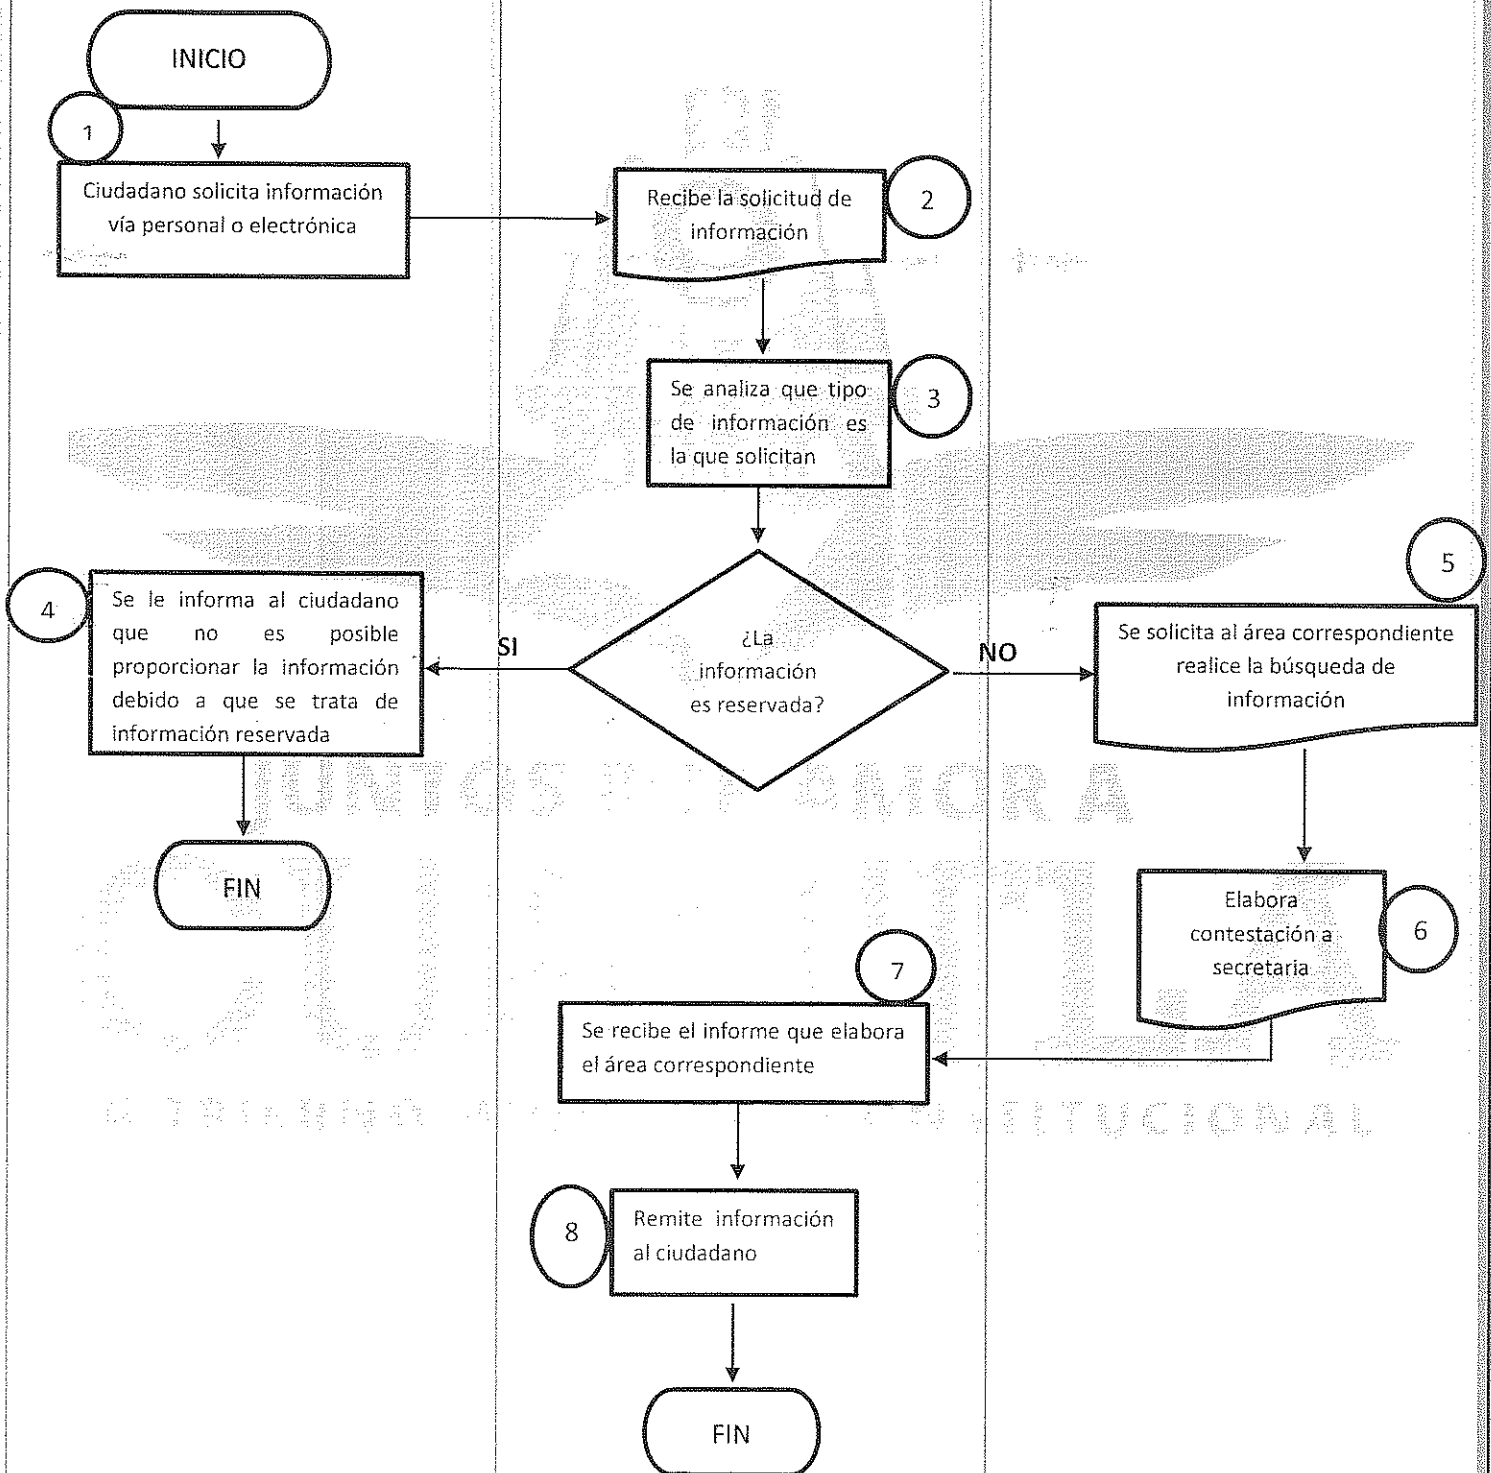 INICIO
1
Ciudadano solicita información
vía personal o electrónica
Recibe la solicitud de
información
2
Se analiza que tipo
de información es
la que solicitan
3
¿La
información
es reservada?
SI
NO
4
Se le informa al ciudadano
que no es posible
proporcionar la información
debido a que se trata de
información reservada
FIN
5
Se solicita al área correspondiente
realice la búsqueda de
información
Elabora
contestación a
secretaria
6
7
Se recibe el informe que elabora
el área correspondiente
8
Remite información
al ciudadano
FIN
JUNTOS AMOR A